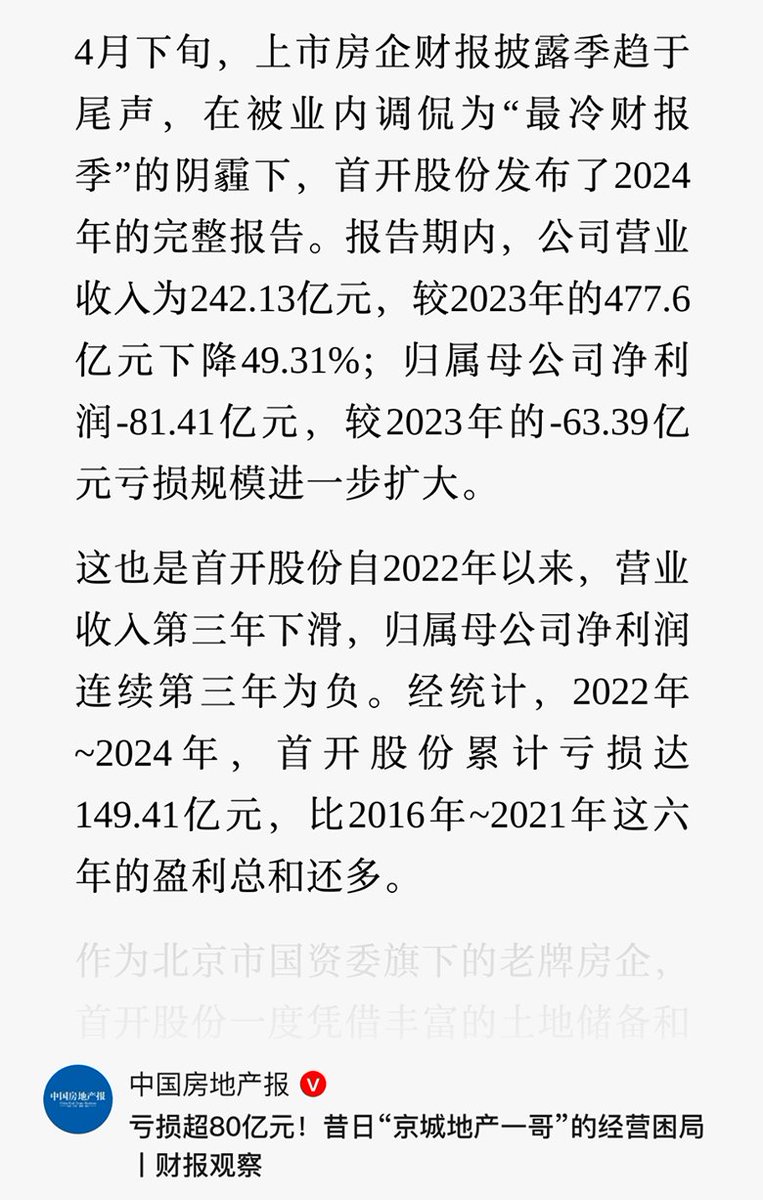 4月下旬，上市房企财报披露季趋于
尾声，在被业内调侃为“最冷财报
季”的阴霾下，首开股份发布了2024
年的完整报告。报告期内，公司营业
收入为242.13亿元，较2023年的477.6
亿元下降49.31%；归属母公司净利
润-81.41亿元，较2023年的-63.39亿
元亏损规模进一步扩大。
这也是首开股份自2022年以来，营业
收入第三年下滑，归属母公司净利润
连续第三年为负。经统计，2022年
~2024年，首开股份累计亏损达
149.41亿元，比2016年~2021年这六
年的盈利总和还多。
作为北京市国资委旗下的老牌房企，
首开股份一度凭借丰富的土地储备和
中国房地产报
中国房地产报 V
亏损超80亿元！昔日“京城地产一哥”的经营困局
丨财报观察